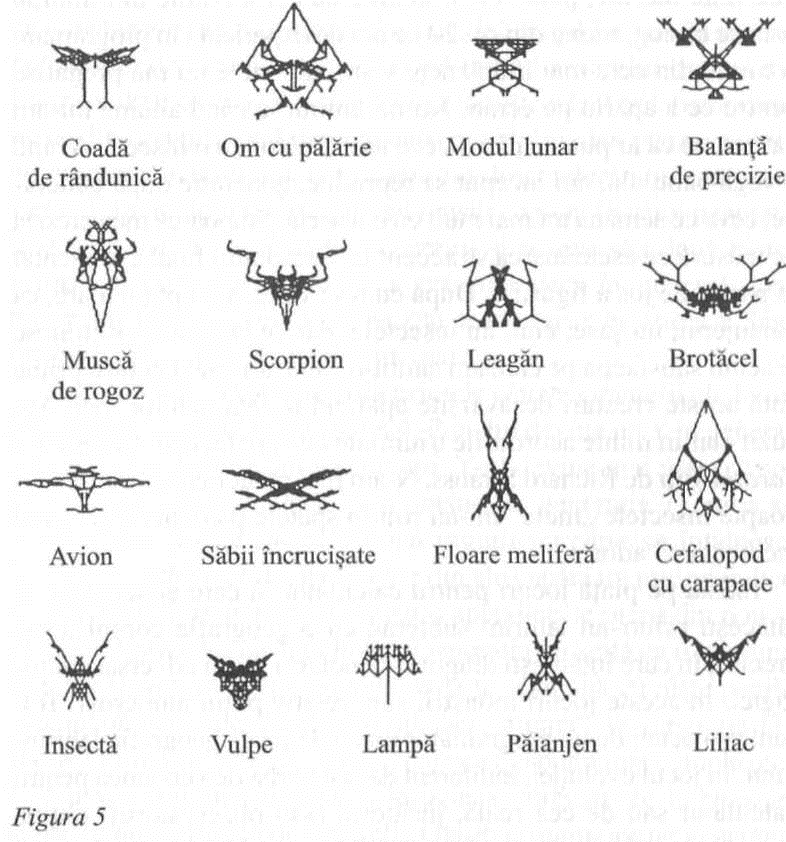 Coadă
de rândunică
Om cu pălărie
Modul lunar
Balanță
de precizie
Muscă
de rogoz
Scorpion
Leagăn
Brotăcel
Avion
Săbii încrucișate
Floare meliferă
Cefalopod
cu carapace
Insectă
Vulpe
Lampă
Păianjen
Liliac
Figura 5